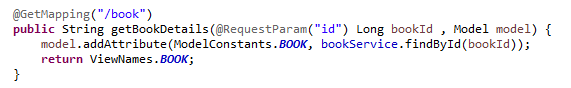 @GetMapping("/book")
public String getBookDetails(@RequestParam("id") Long bookId , Model model) {
    model.addAttribute(ModelConstants.BOOK, bookService.findById(bookId));
    return ViewNames.BOOK;
}